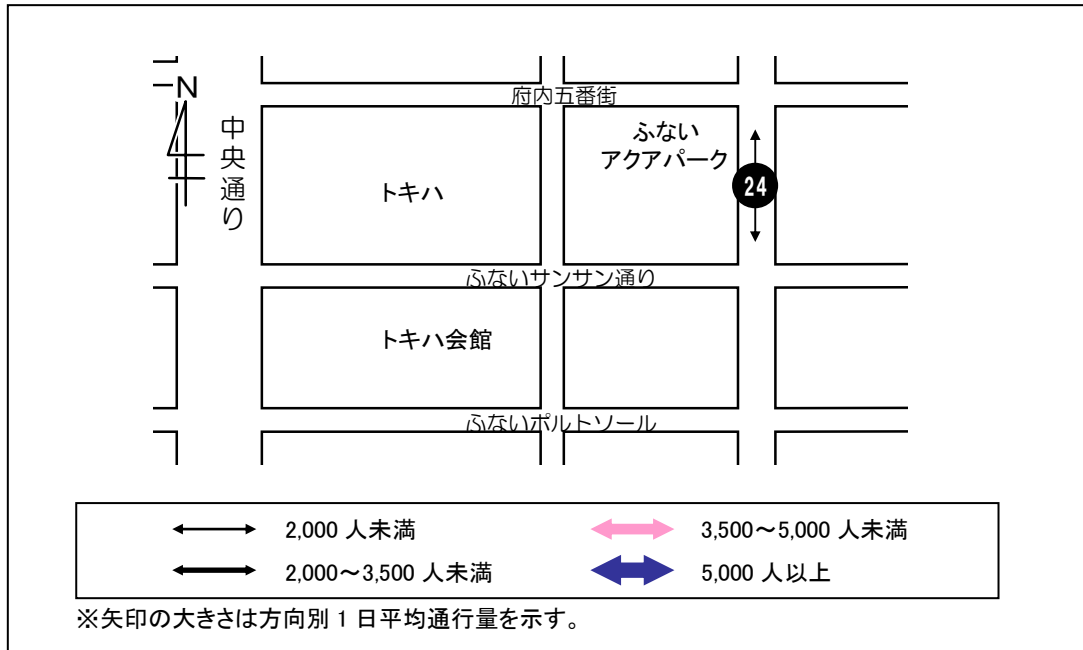 N
府内五番街
中央通り
ふない
アクアパーク
トキハ
24
ふないサンサン通り
トキハ会館
ふないポルトソール
2,000 人未満
3,500～5,000 人未満
2,000～3,500 人未満
5,000 人以上
※矢印の大きさは方向別 1 日平均通行量を示す。